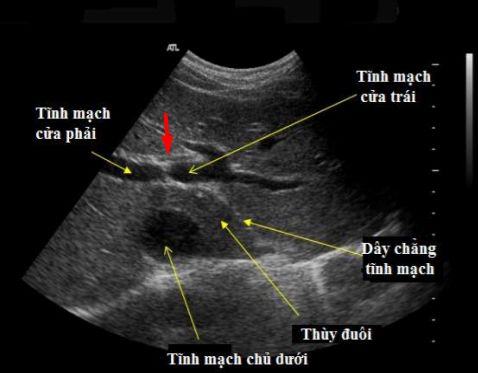 ATL
Tĩnh mạch
cửa trái
Tĩnh mạch
cửa phải
Dây chằng
tĩnh mạch
Thùy đuôi
Tĩnh mạch chủ dưới